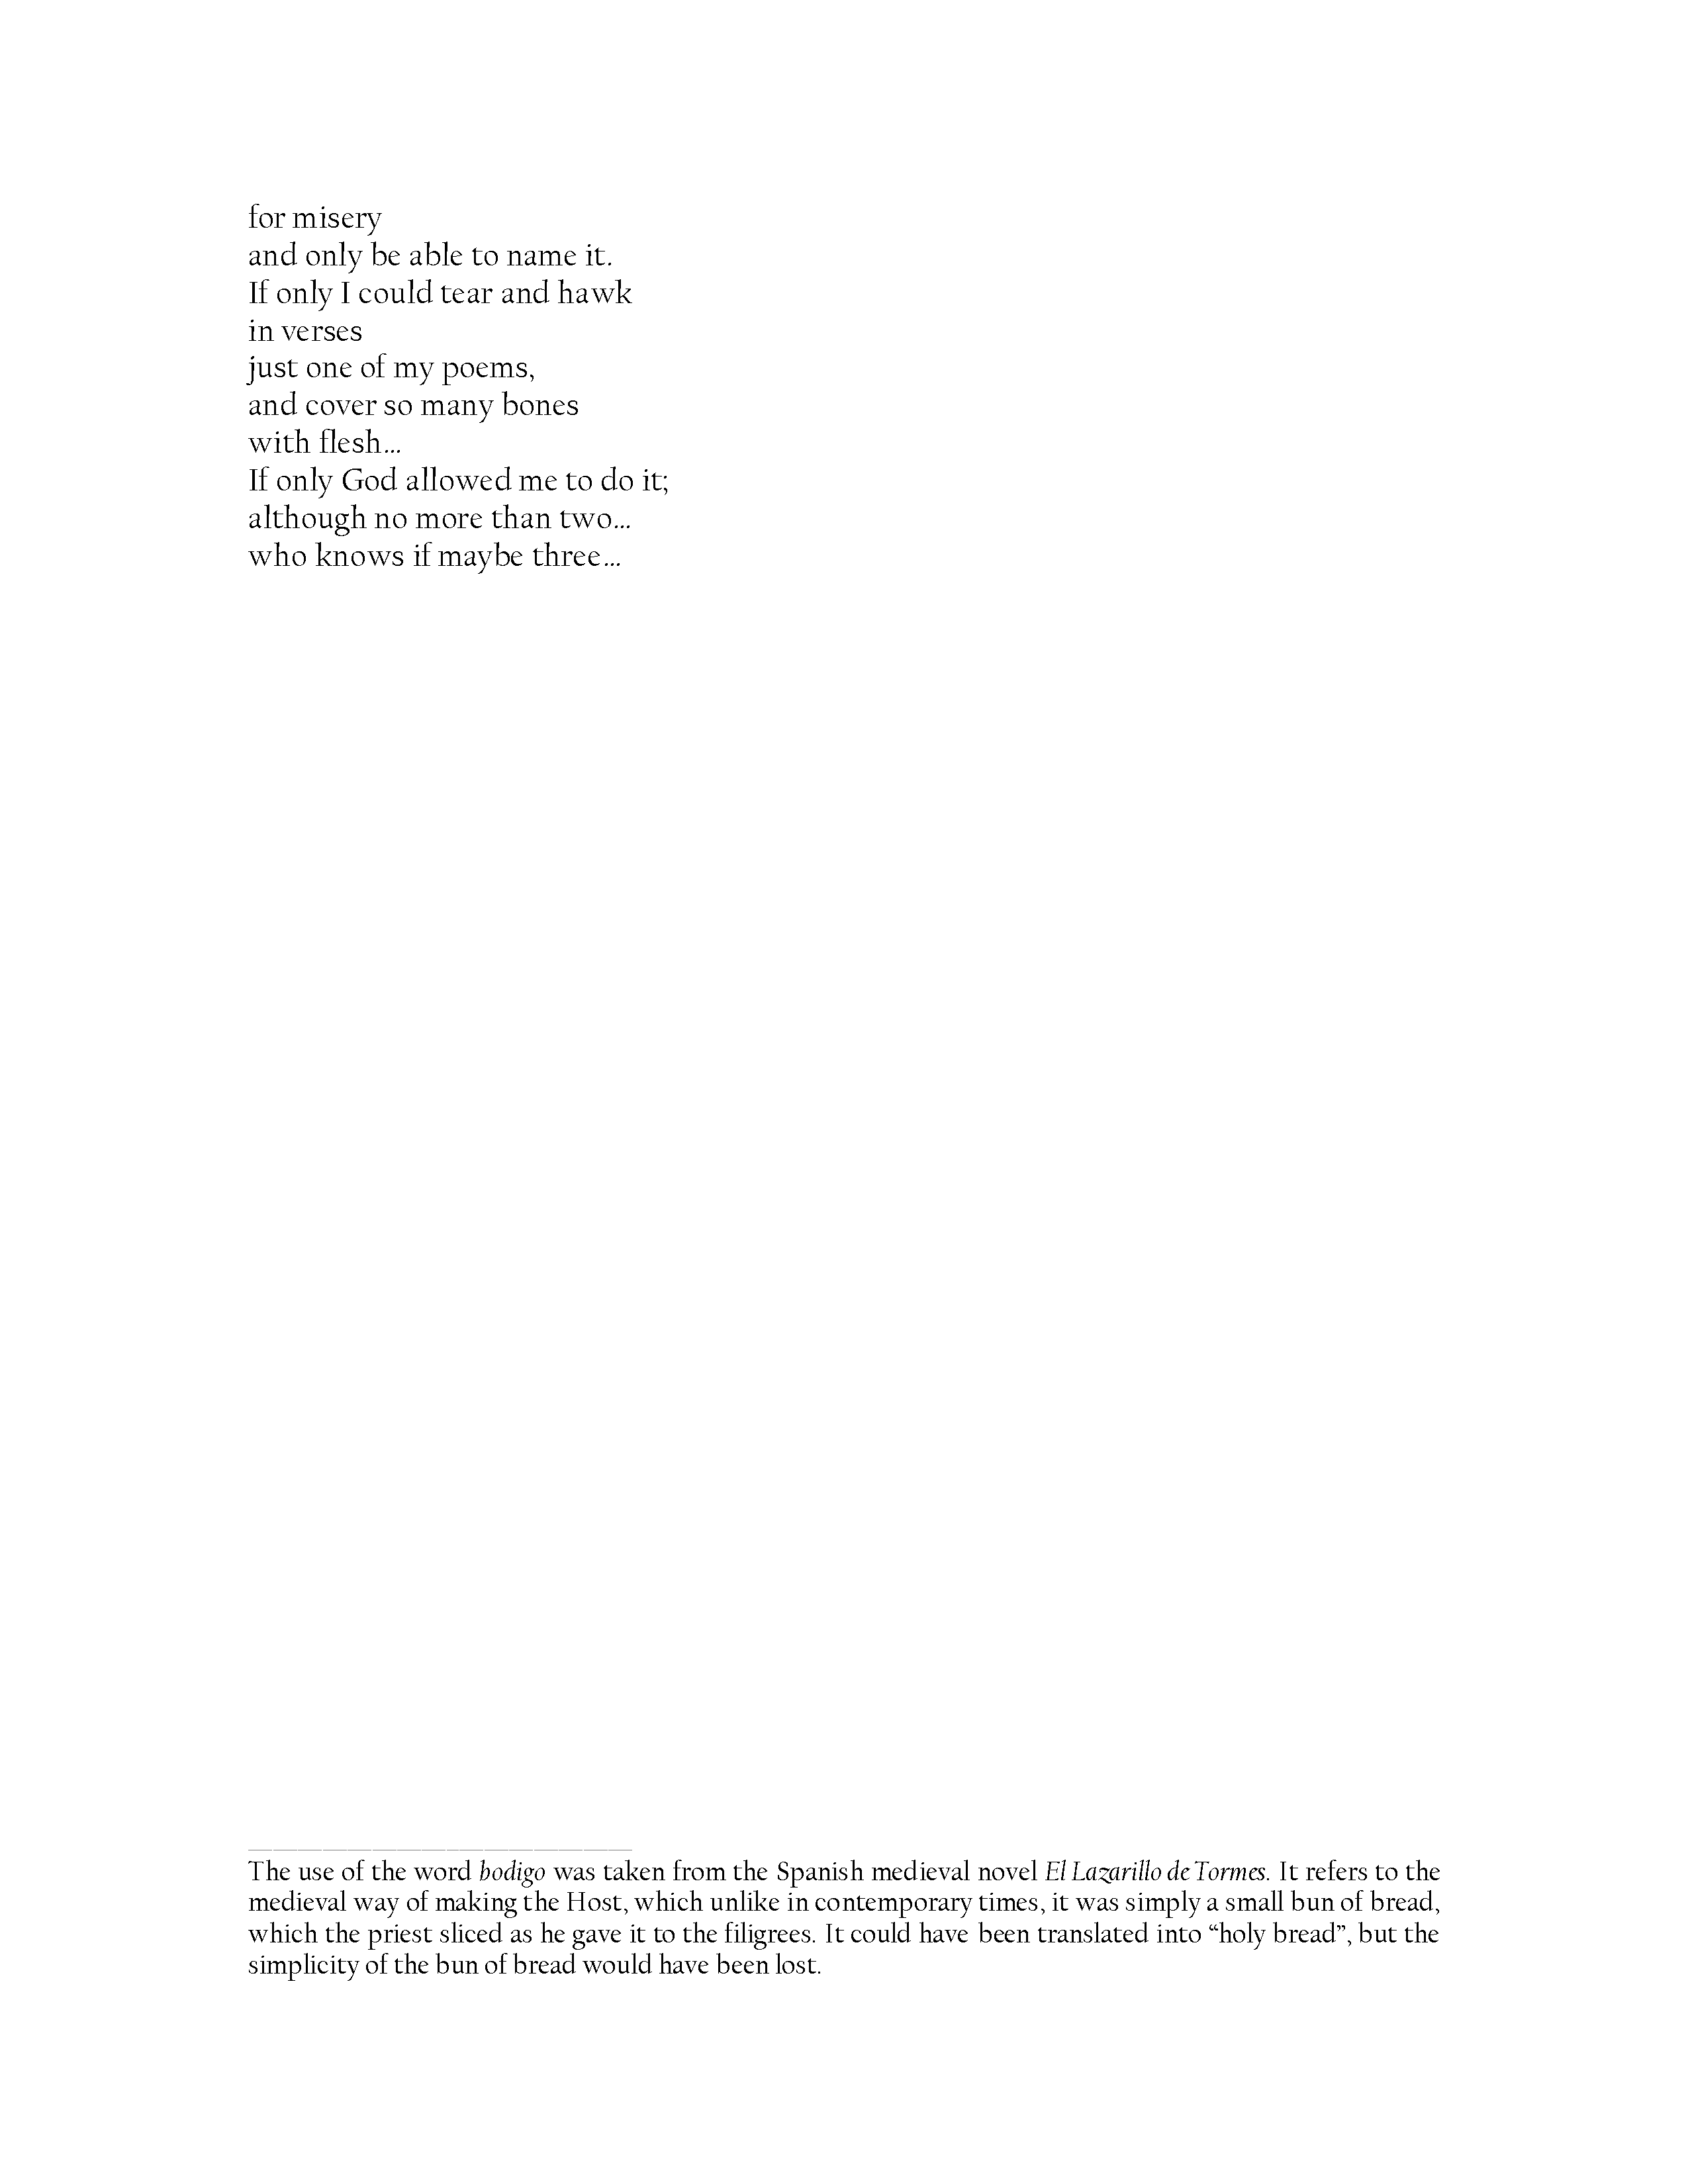 for misery
and only be able to name it.
If only I could tear and hawk
in verses
just one of my poems,
and cover so many bones
with flesh...
If only God allowed me to do it;
although no more than two...
who knows if maybe three...
The use of the word bodigo was taken from the Spanish medieval novel El Lazarillo de Tormes. It refers to the
medieval way of making the Host, which unlike in contemporary times, it was simply a small bun of bread,
which the priest sliced as he gave it to the filigrees. It could have been translated into “holy bread”, but the
simplicity of the bun of bread would have been lost.